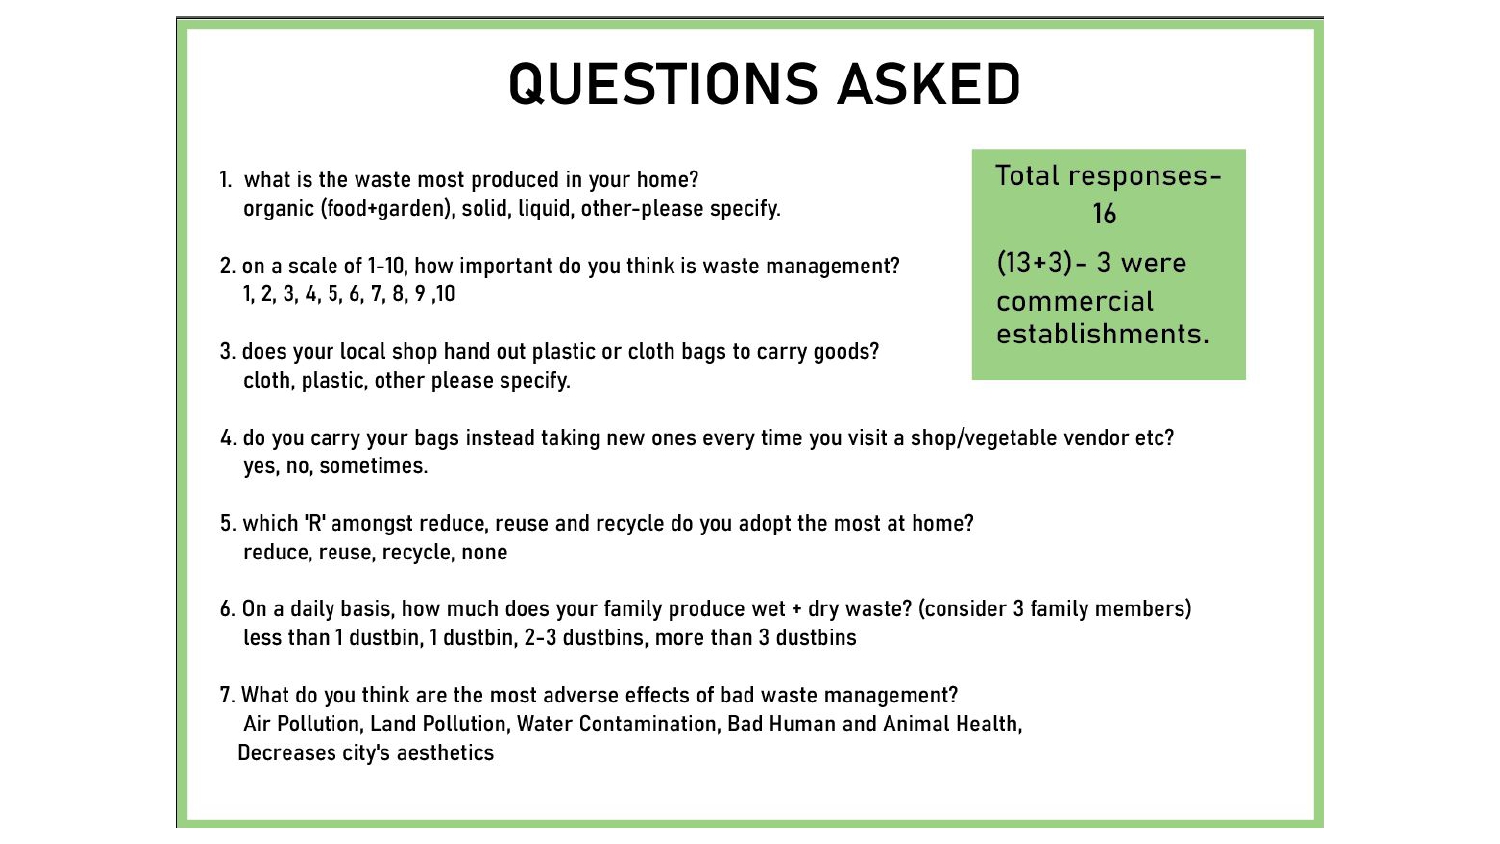 QUESTIONS ASKED
1. what is the waste most produced in your home?
organic (food+garden), solid, liquid, other-please specify.
2. on a scale of 1-10, how important do you think is waste management?
1, 2, 3, 4, 5, 6, 7, 8, 9 ,10
3. does your local shop hand out plastic or cloth bags to carry goods?
cloth, plastic, other please specify.
4. do you carry your bags instead taking new ones every time you visit a shop/vegetable vendor etc?
yes, no, sometimes.
5. which 'R' amongst reduce, reuse and recycle do you adopt the most at home?
reduce, reuse, recycle, none
6. On a daily basis, how much does your family produce wet + dry waste? (consider 3 family members)
less than 1 dustbin, 1 dustbin, 2-3 dustbins, more than 3 dustbins
7. What do you think are the most adverse effects of bad waste management?
Air Pollution, Land Pollution, Water Contamination, Bad Human and Animal Health,
Decreases city's aesthetics
Total responses-
16
(13+3)- 3 were
commercial
establishments.